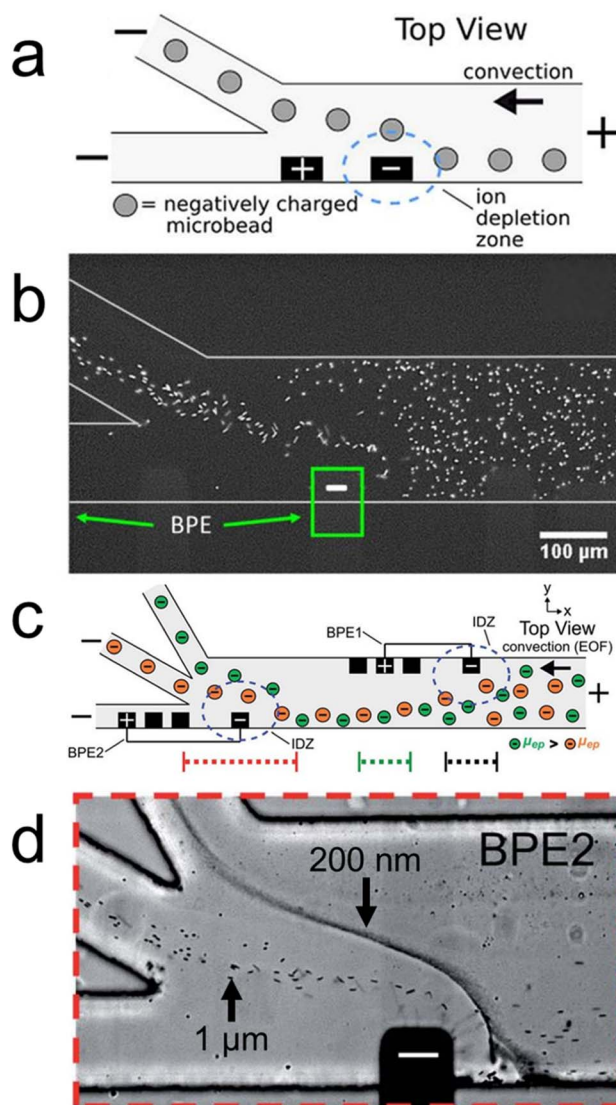 a
Top View
convection
−
+
−
+
−
= negatively charged
microbead
ion
depletion
zone
b
−
BPE
100 µm
c
y
x
Top View
convection (EOF)
BPE1
IDZ
−
+
−
+
−
+
−
BPE2
IDZ
µep > µep
d
BPE2
200 nm
1 µm
−